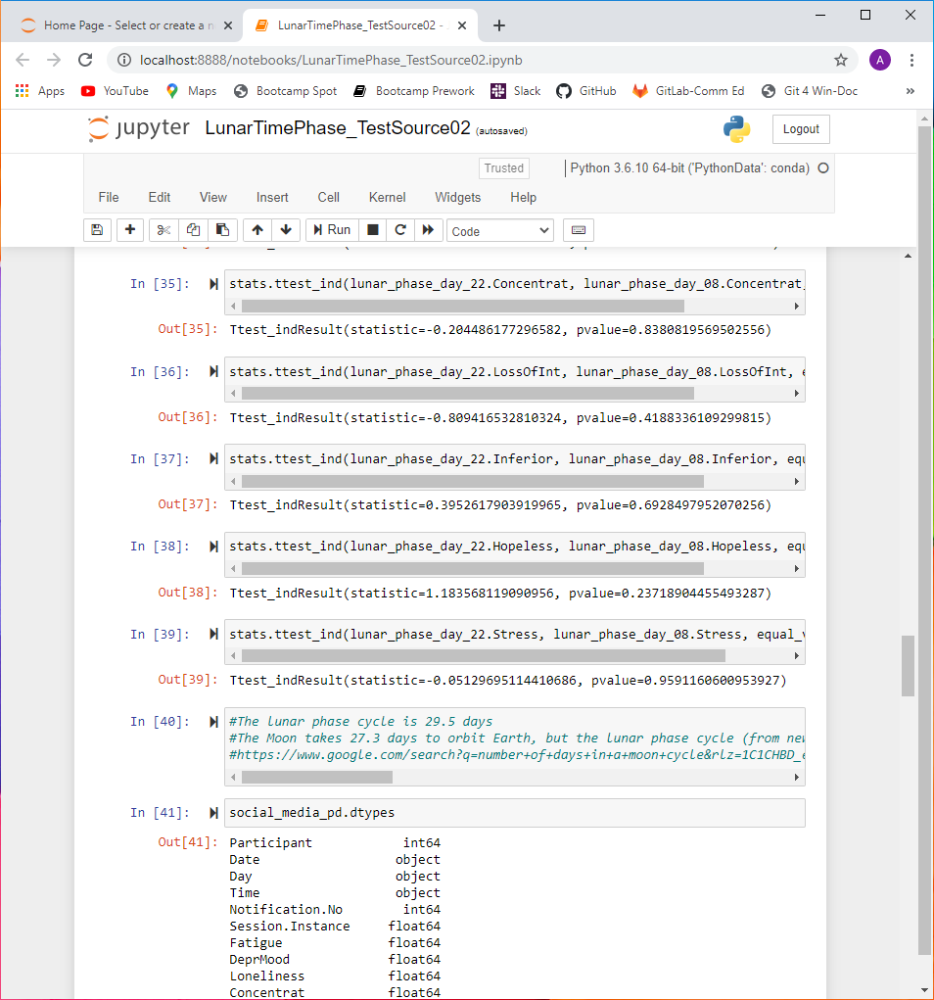 Home Page - Select or create a n
LunarTimePhase_TestSource02 -
localhost:8888/notebooks/LunarTimePhase_TestSource02.ipynb
A
Apps YouTube Maps Bootcamp Spot Bootcamp Prework Slack GitHub GitLab-Comm Ed Git 4 Win-Doc »
jupyter LunarTimePhase_TestSource02 (autosaved)
Logout
Trusted Python 3.6.10 64-bit ('PythonData': conda)
File Edit View Insert Cell Kernel Widgets Help
Run Code
In [35]: stats.ttest_ind(lunar_phase_day_22.Concentrat, lunar_phase_day_08.Concentrat,
Out[35]: Ttest_indResult(statistic=-0.204486177296582, pvalue=0.8380819569502556)
In [36]: stats.ttest_ind(lunar_phase_day_22.LossOfInt, lunar_phase_day_08.LossOfInt, e
Out[36]: Ttest_indResult(statistic=-0.809416532810324, pvalue=0.4188336109299815)
In [37]: stats.ttest_ind(lunar_phase_day_22.Inferior, lunar_phase_day_08.Inferior, equ
Out[37]: Ttest_indResult(statistic=0.3952617903919965, pvalue=0.6928497952070256)
In [38]: stats.ttest_ind(lunar_phase_day_22.Hopeless, lunar_phase_day_08.Hopeless, equ
Out[38]: Ttest_indResult(statistic=1.183568119090956, pvalue=0.23718904455493287)
In [39]: stats.ttest_ind(lunar_phase_day_22.Stress, lunar_phase_day_08.Stress, equal_v
Out[39]: Ttest_indResult(statistic=-0.05129695114410686, pvalue=0.9591160600953927)
In [40]: #The lunar phase cycle is 29.5 days
#The Moon takes 27.3 days to orbit Earth, but the lunar phase cycle (from new
#https://www.google.com/search?q=number+of+days+in+a+moon+cycle&rlz=1C1CHBD_e
In [41]: social_media_pd.dtypes
Out[41]: Participant int64
Date object
Day object
Time object
Notification.No int64
Session.Instance float64
Fatigue float64
DeprMood float64
Loneliness float64
Concentrat float64